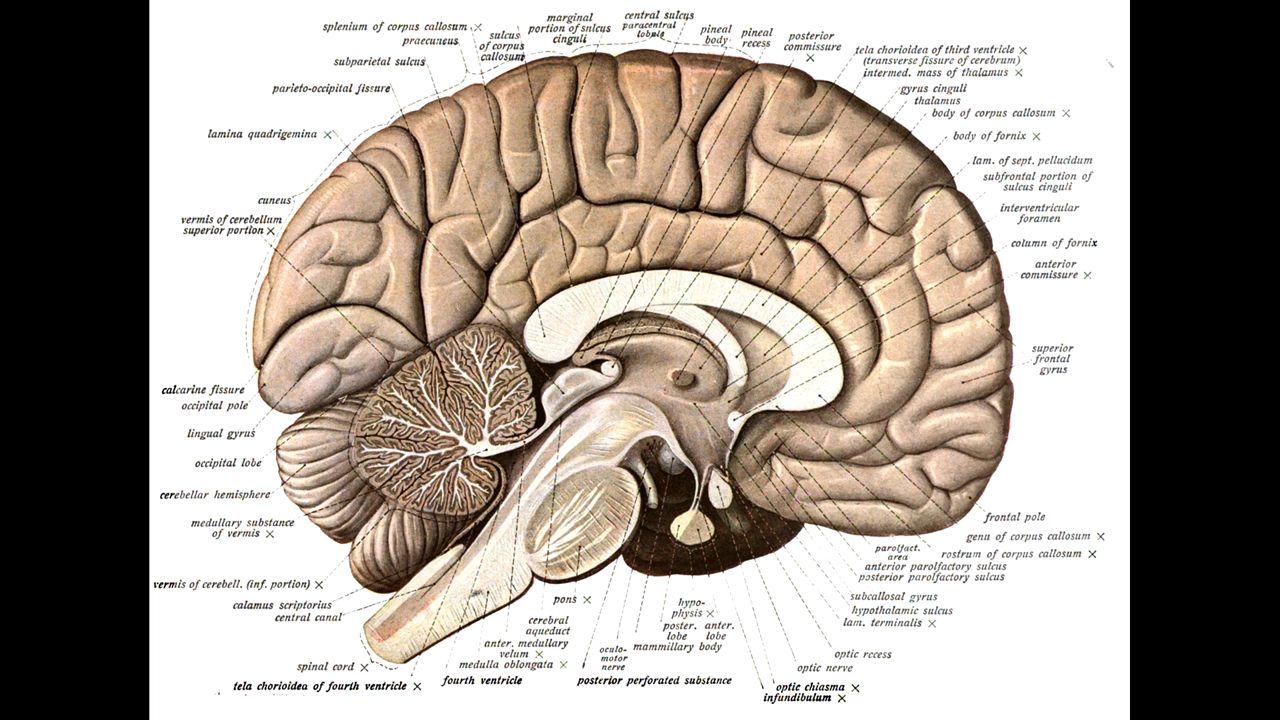 splenium of corpus callosum ×
praecuneus
subparietal sulcus
parieto-occipital fissure
lamina quadrigemina ×
cuneus
vermis of cerebellum
superior portion ×
calcarine fissure
occipital pole
lingual gyrus
occipital lobe
cerebellar hemisphere
medullary substance
of vermis ×
vermis of cerebell. (inf. portion) ×
calamus scriptorius
central canal
spinal cord ×
tela chorioidea of fourth ventricle ×
sulcus
of corpus
callosum
marginal
portion of sulcus
cinguli
central sulcus
paracentral
lobule
pineal
body
pineal
recess
posterior
commissure
×
tela chorioidea of third ventricle ×
(transverse fissure of cerebrum)
intermed. mass of thalamus ×
gyrus cinguli
thalamus
body of corpus callosum ×
body of fornix ×
lam. of sept. pellucidum
subfrontal portion of
sulcus cinguli
interventricular
foramen
column of fornix
anterior
commissure ×
superior
frontal
gyrus
frontal pole
genu of corpus callosum ×
parolfact.
area
rostrum of corpus callosum ×
anterior parolfactory sulcus
posterior parolfactory sulcus
subcallosal gyrus
hypothalamic sulcus
lam. terminalis ×
optic recess
optic nerve
optic chiasma ×
infundibulum ×
pons ×
cerebral
aqueduct
anter. medullary
velum ×
medulla oblongata ×
fourth ventricle
hypo-
physis ×
poster. anter.
lobe lobe
mammillary body
oculo-
motor
nerve
posterior perforated substance